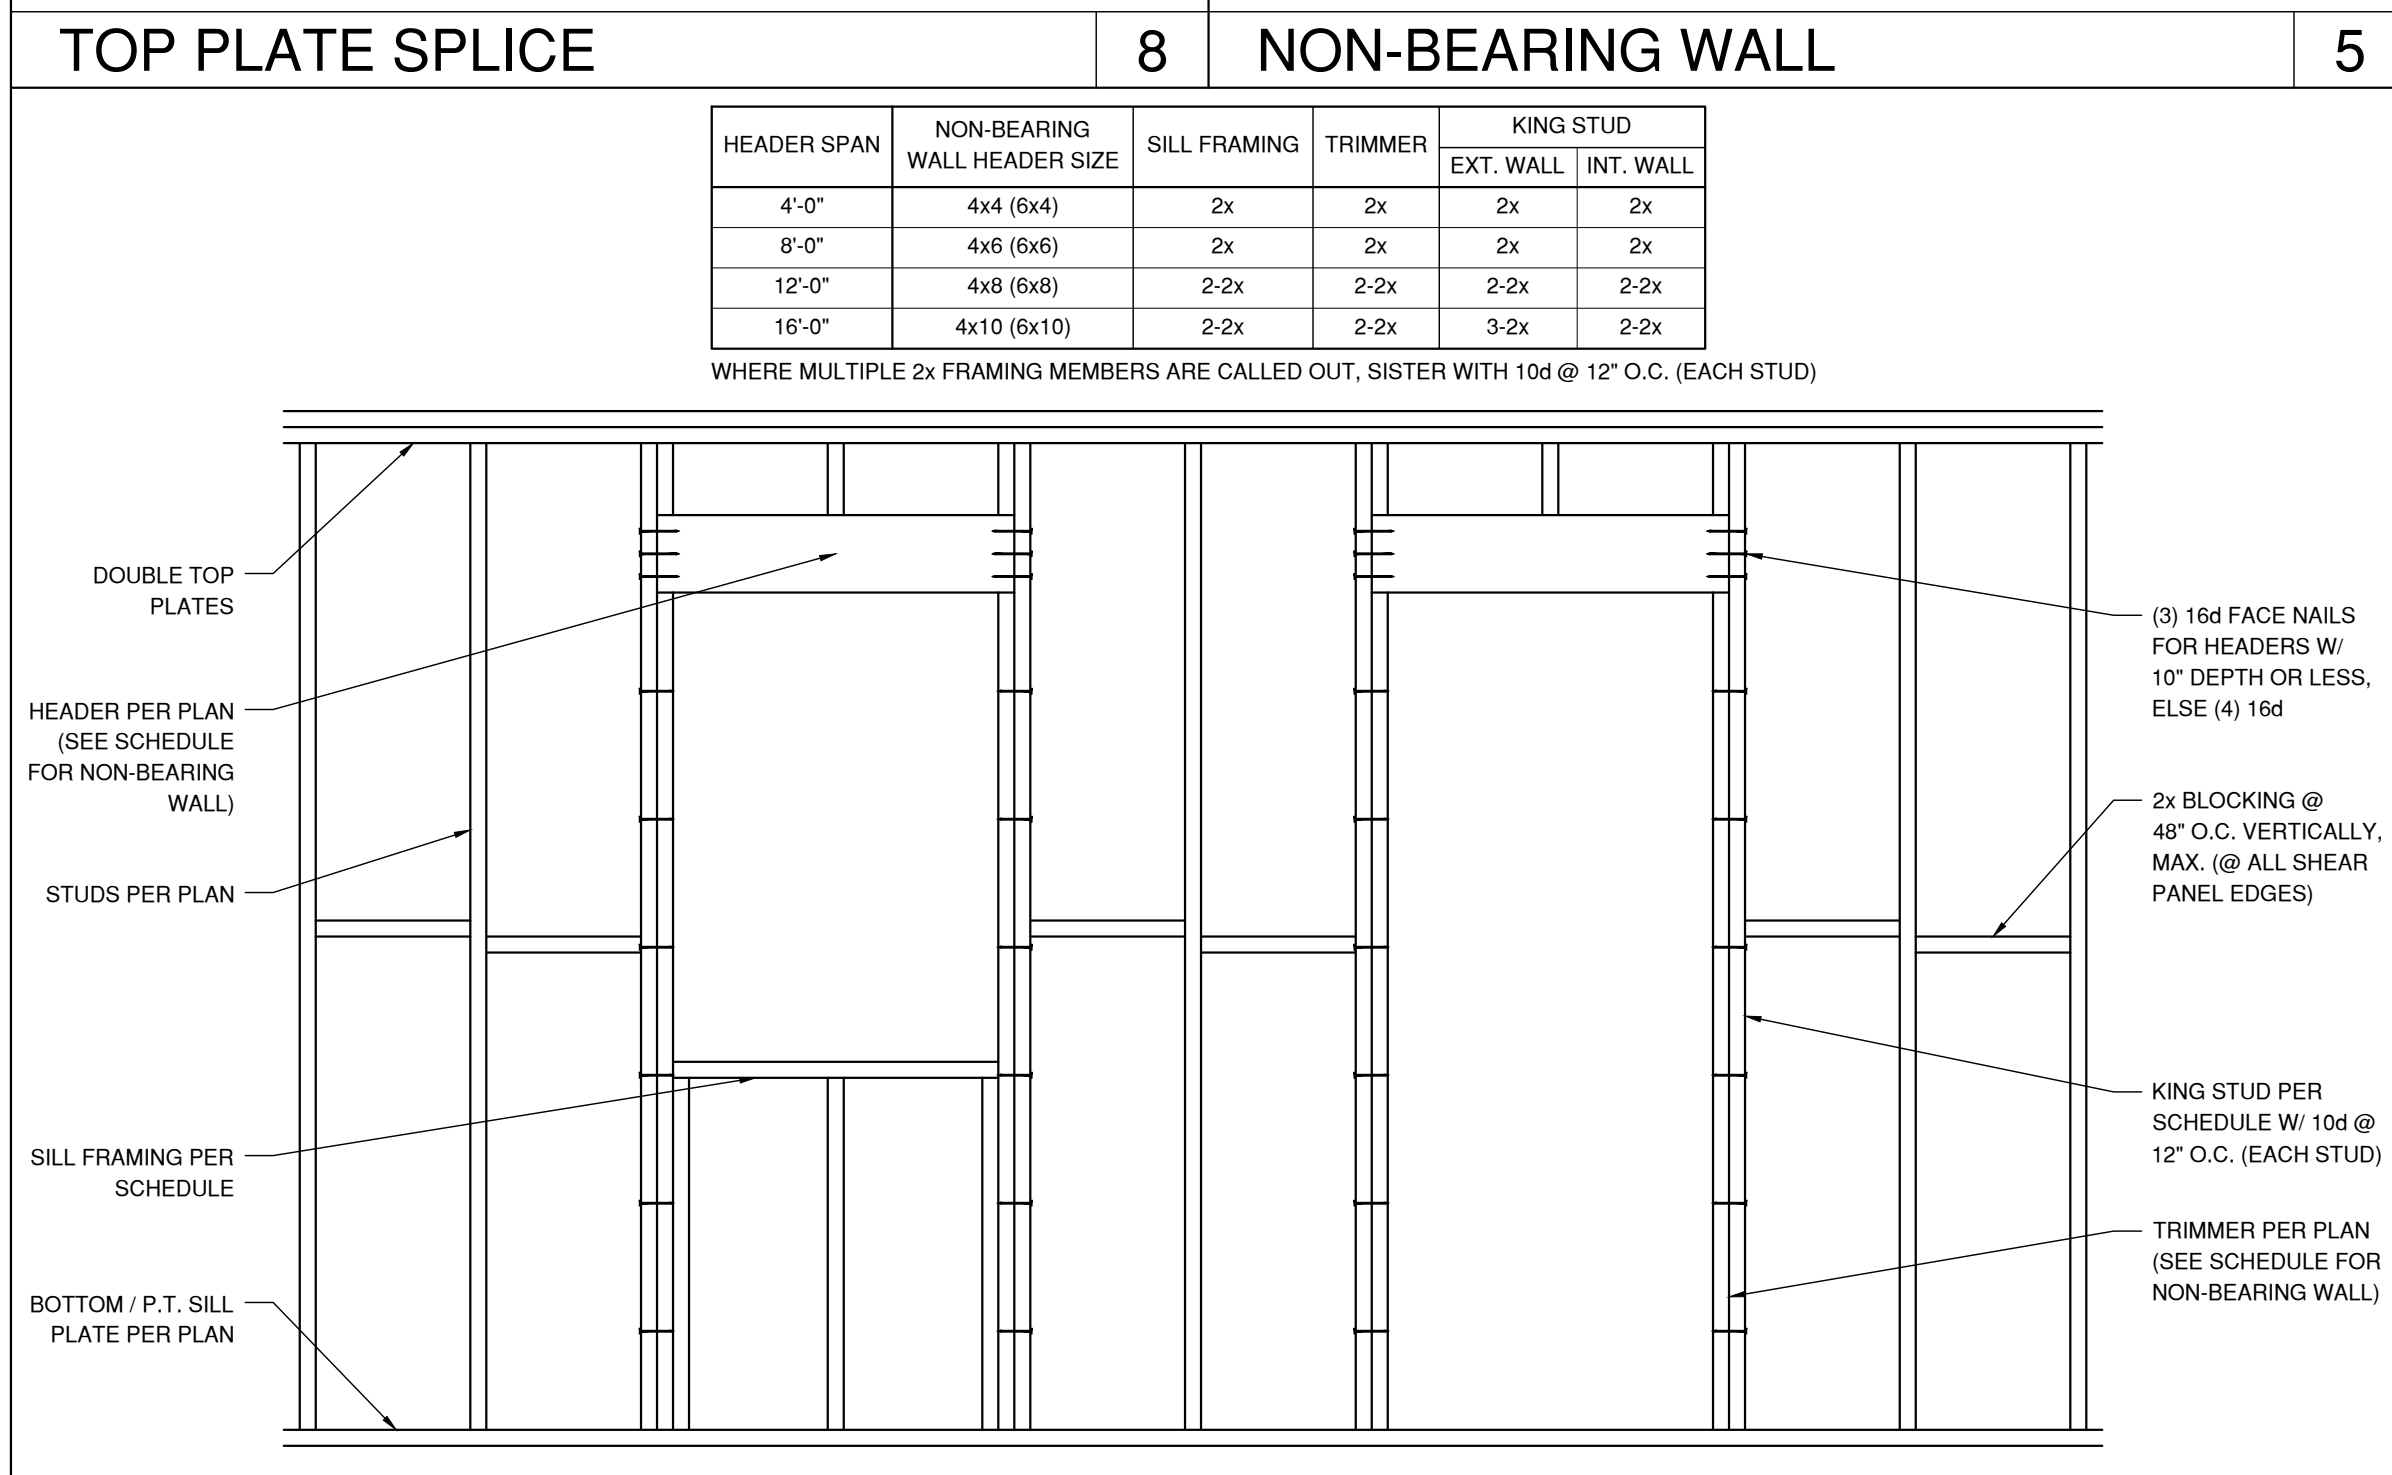 TOP PLATE SPLICE
8
NON-BEARING WALL
5
HEADER SPAN
NON-BEARING
WALL HEADER SIZE
SILL FRAMING
TRIMMER
KING STUD
EXT. WALL
INT. WALL
4'-0" 4x4 (6x4) 2x 2x 2x 2x
8'-0" 4x6 (6x6) 2x 2x 2x 2x
12'-0" 4x8 (6x8) 2-2x 2-2x 2-2x 2-2x
16'-0" 4x10 (6x10) 2-2x 2-2x 3-2x 2-2x
WHERE MULTIPLE 2x FRAMING MEMBERS ARE CALLED OUT, SISTER WITH 10d @ 12" O.C. (EACH STUD)
DOUBLE TOP
PLATES
HEADER PER PLAN
(SEE SCHEDULE
FOR NON-BEARING
WALL)
STUDS PER PLAN
SILL FRAMING PER
SCHEDULE
BOTTOM / P.T. SILL
PLATE PER PLAN
(3) 16d FACE NAILS
FOR HEADERS W/
10" DEPTH OR LESS,
ELSE (4) 16d
2x BLOCKING @
48" O.C. VERTICALLY,
MAX. (@ ALL SHEAR
PANEL EDGES)
KING STUD PER
SCHEDULE W/ 10d @
12" O.C. (EACH STUD)
TRIMMER PER PLAN
(SEE SCHEDULE FOR
NON-BEARING WALL)